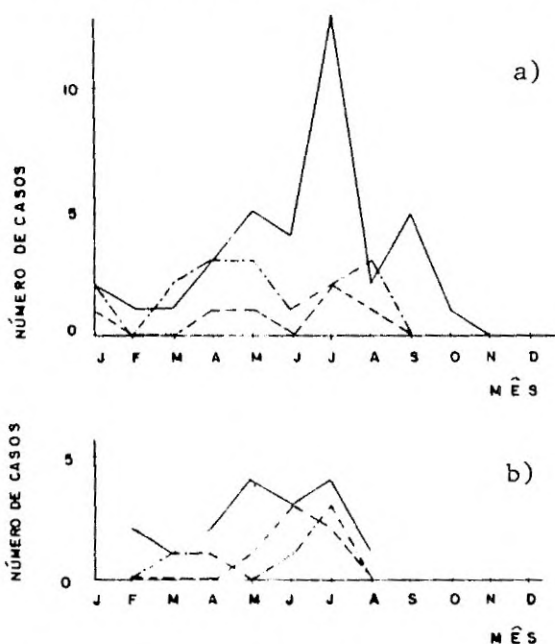 a)
NÚMERO DE CASOS
10
5
0
J F M A M J J A S O N D
MÊS
b)
NÚMERO DE CASOS
5
0
J F M A M J J A S O N D
MÊS